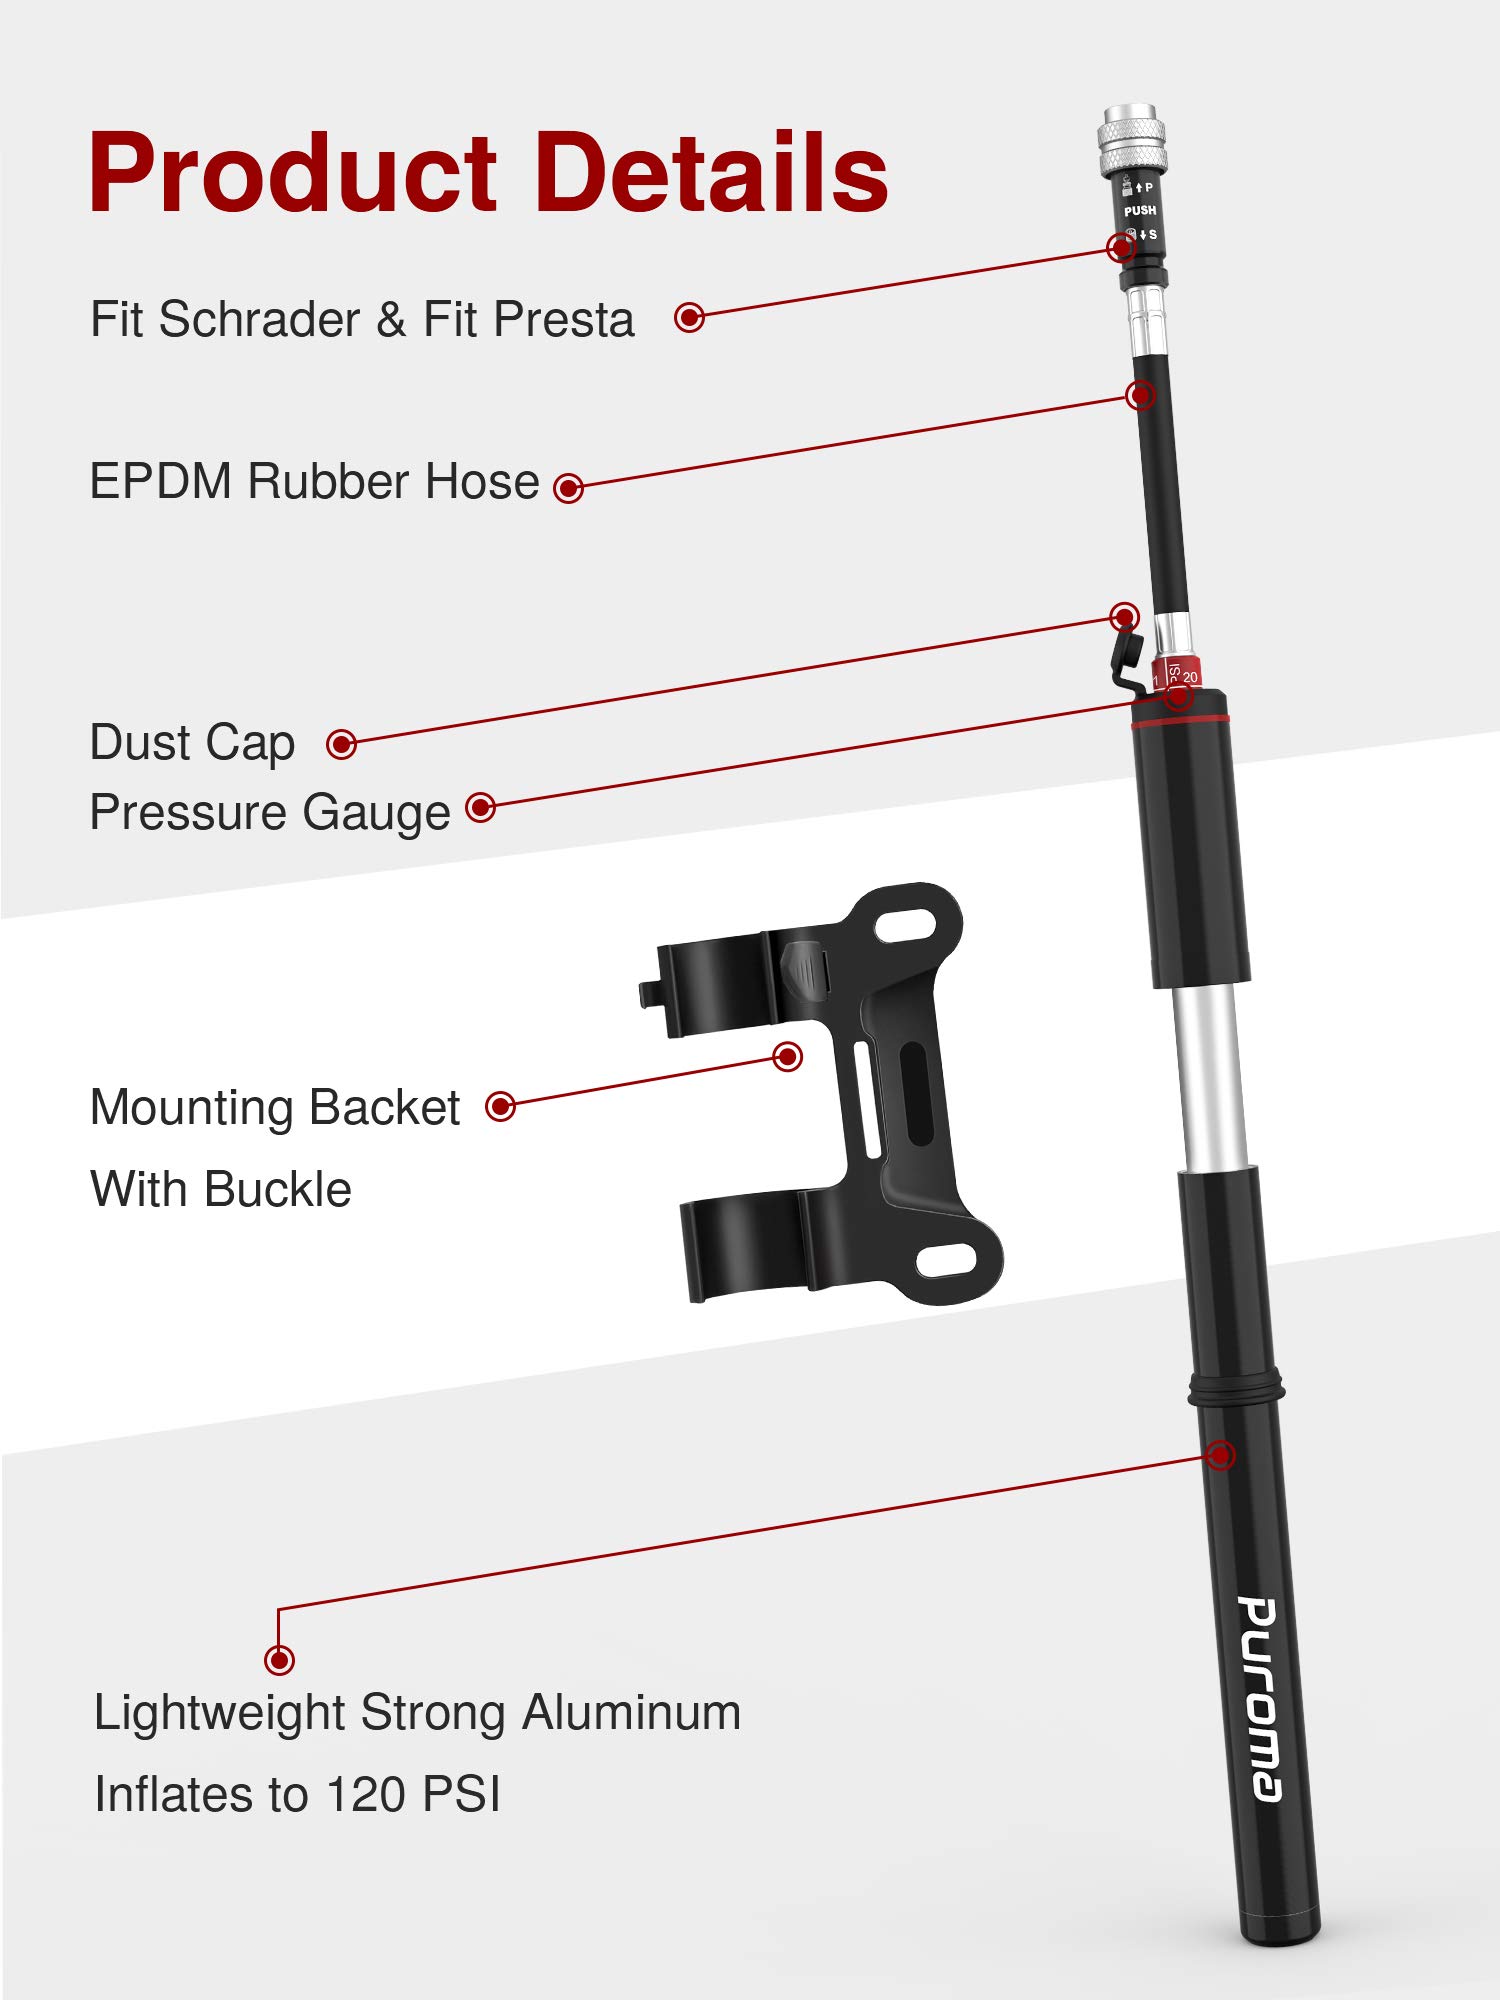 Product Details
P
PUSH
S
Fit Schrader & Fit Presta
EPDM Rubber Hose
1 PSI 20
Dust Cap
Pressure Gauge
Mounting Backet
With Buckle
Lightweight Strong Aluminum
Inflates to 120 PSI
Puroma